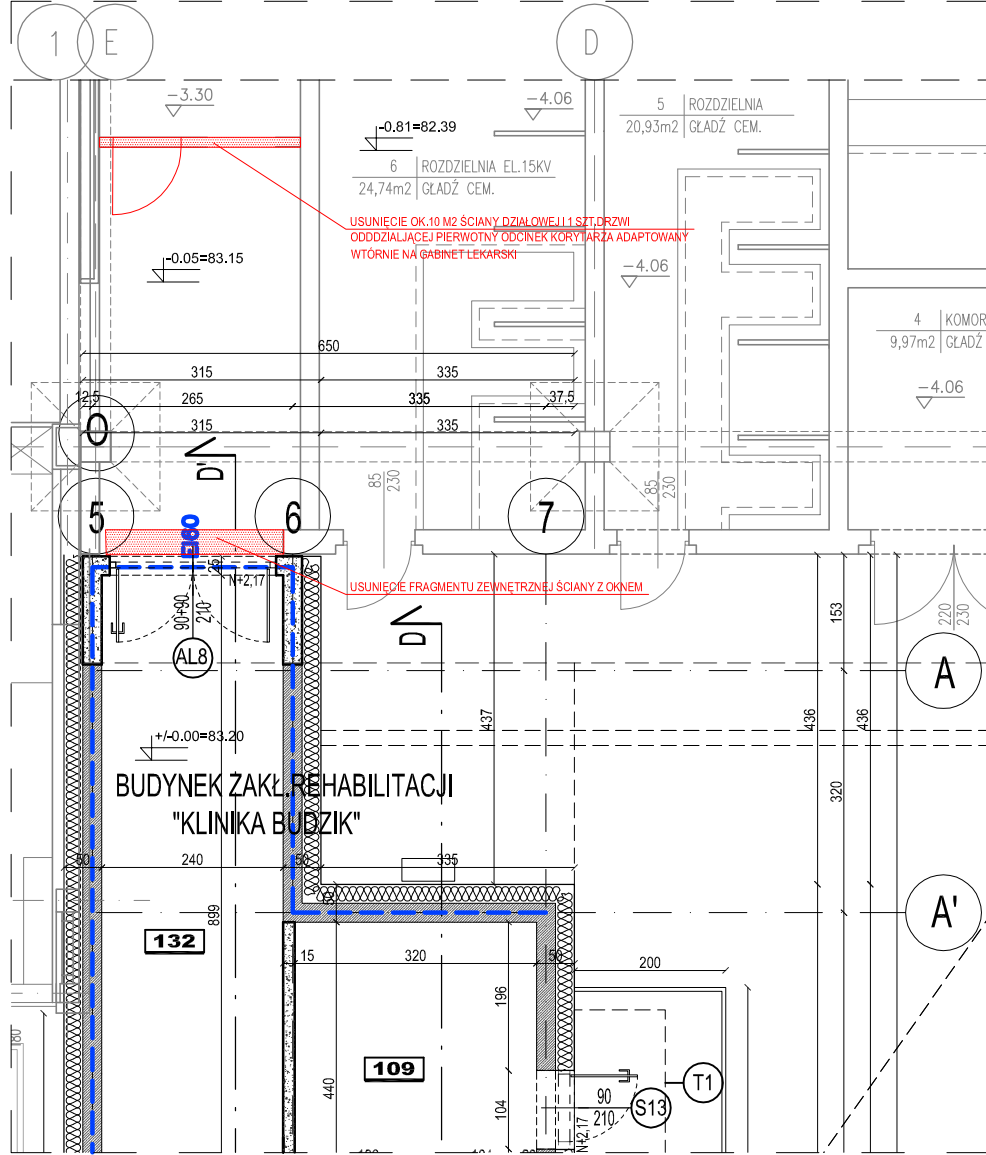 1
E
D
-3.30
-4.06
-0.81=82.39
5 ROZDZIELNIA
20,93m2 GŁADŹ CEM.
6 ROZDZIELNIA EL.15KV
24,74m2 GŁADŹ CEM.
USUNIĘCIE OK.10 M2 ŚCIANY DZIAŁOWEJ I 1 SZT.DRZWI
ODDDZIALJĄCEJ PIERWOTNY ODCINEK KORYTARZA ADAPTOWANY
WTÓRNIE NA GABINET LEKARSKI
-0.05=83.15
-4.06
4 KOMOR
9,97m2 GŁADŹ
-4.06
650
315 335
12,5 265 335 37,5
315 335
O
D'
85
230
85
230
5
6
7
EI60
USUNIĘCIE FRAGMENTU ZEWNĘTRZNEJ ŚCIANY Z OKNEM
25
N+2,17
90+90
210
AL8
D
153
220
230
A
437
436
436
+/-0.00=83.20
BUDYNEK ZAKŁ.REHABILITACJI
"KLINIKA BUDZIK"
320
50 240 50 335
50
899
A'
132
15 320 50
200
196
109
440
104
90
210
S13
T1
N+2,17
180